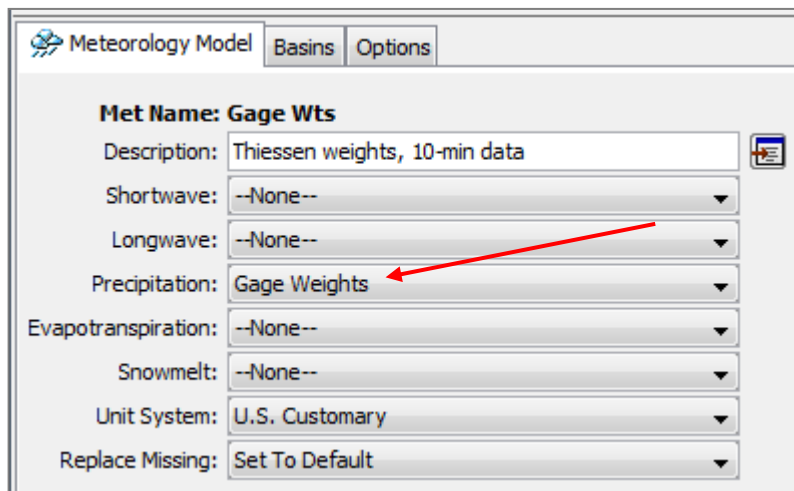 Meteorology Model Basins Options
Met Name: Gage Wts
Description: Thiessen weights, 10-min data
Shortwave: --None--
Longwave: --None--
Precipitation: Gage Weights
Evapotranspiration: --None--
Snowmelt: --None--
Unit System: U.S. Customary
Replace Missing: Set To Default